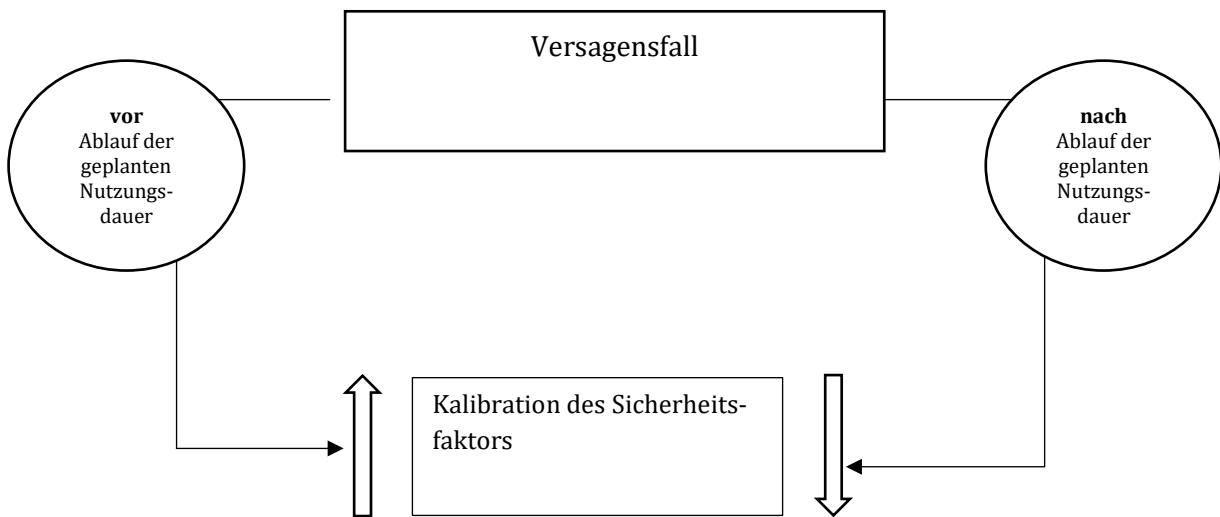 Versagensfall
vor
Ablauf der
geplanten
Nutzungs-
dauer
nach
Ablauf der
geplanten
Nutzungs-
dauer
Kalibration des Sicherheits-
faktors